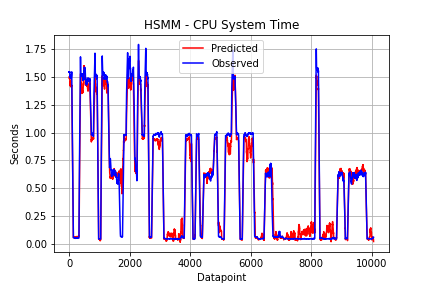 HSMM - CPU System Time
Predicted
Observed
1.75
1.50
1.25
1.00
0.75
0.50
0.25
0.00
Seconds
0 2000 4000 6000 8000 10000
Datapoint